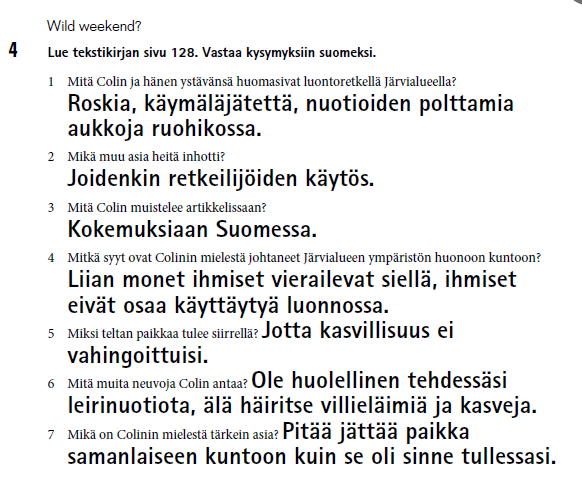 Wild weekend?
4 Lue tekstikirjan sivu 128. Vastaa kysymyksiin suomeksi.
1 Mitä Colin ja hänen ystävänsä huomasivat luontoretkellä Järvialueella?
Roskia, käymäläjätettä, nuotioiden polttamia
aukkoja ruohikossa.
2 Mikä muu asia heitä inhotti?
Joidenkin retkeilijöiden käytös.
3 Mitä Colin muistelee artikkelissaan?
Kokemuksiaan Suomessa.
4 Mitkä syyt ovat Colinin mielestä johtaneet Järvialueen ympäristön huonoon kuntoon?
Liian monet ihmiset vierailevat siellä, ihmiset
eivät osaa käyttäytyä luonnossa.
5 Miksi teltan paikkaa tulee siirrellä? Jotta kasvillisuus ei
vahingoittuisi.
6 Mitä muita neuvoja Colin antaa? Ole huolellinen tehdessäsi
leirinuotiota, älä häiritse villieläimiä ja kasveja.
7 Mikä on Colinin mielestä tärkein asia? Pitää jättää paikka
samanlaiseen kuntoon kuin se oli sinne tullessasi.